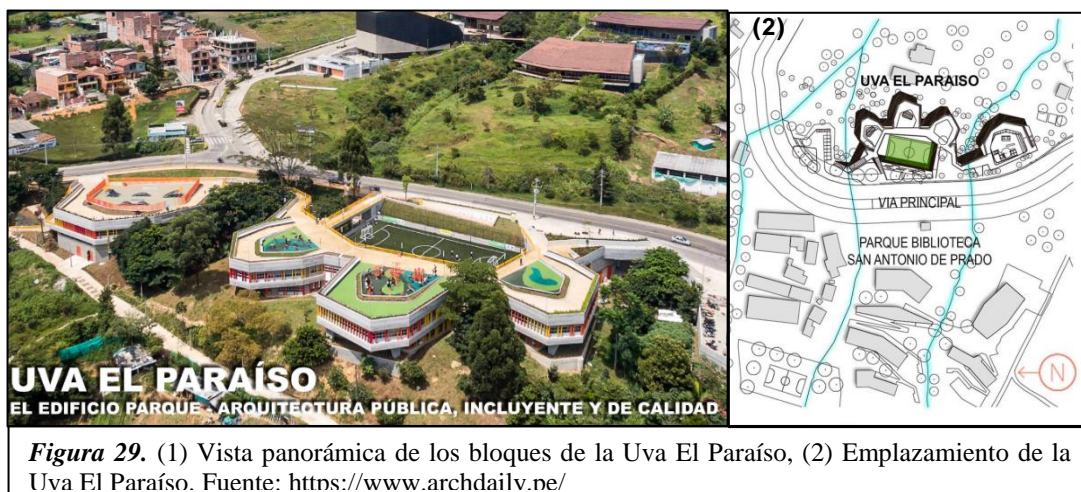 UVA EL PARAÍSO
EL EDIFICIO PARQUE - ARQUITECTURA PÚBLICA, INCLUYENTE Y DE CALIDAD
(2)
UVA EL PARAISO
VIA PRINCIPAL
PARQUE BIBLIOTECA
SAN ANTONIO DE PRADO
N
Figura 29. (1) Vista panorámica de los bloques de la Uva El Paraíso, (2) Emplazamiento de la
Uva El Paraíso. Fuente: https://www.archdaily.pe/